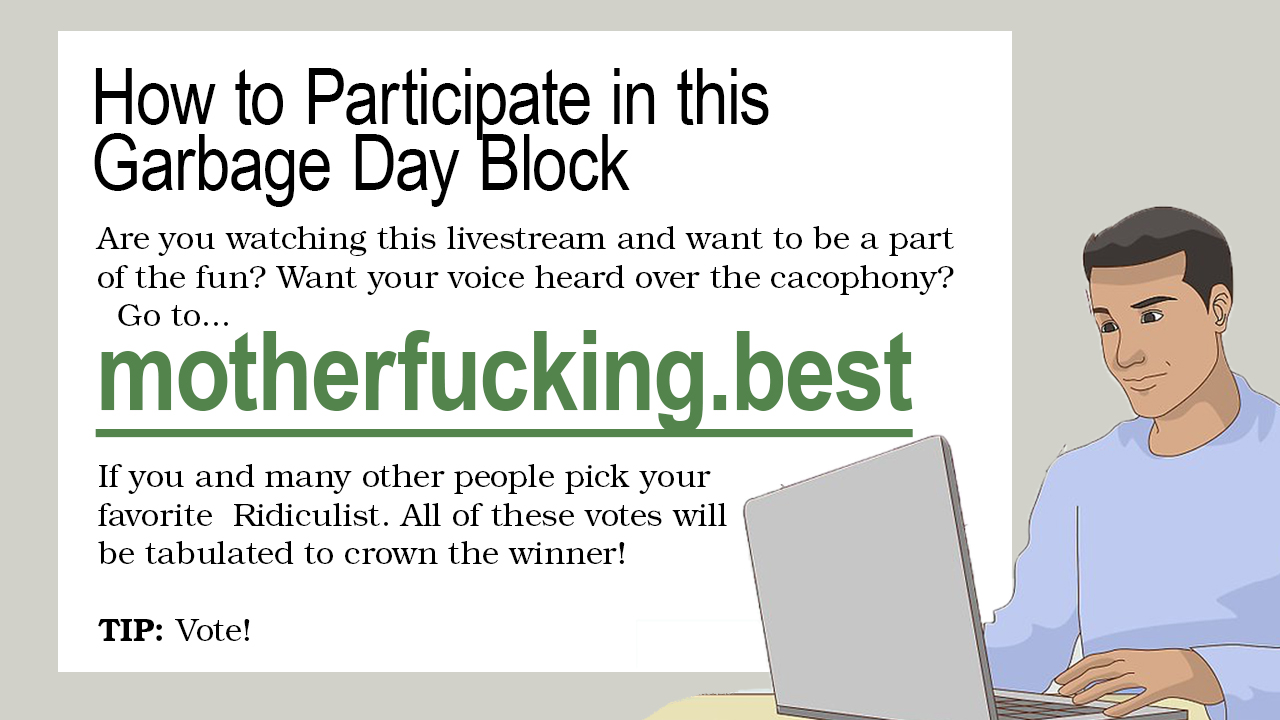 How to Participate in this
Garbage Day Block
Are you watching this livestream and want to be a part
of the fun? Want your voice heard over the cacophony?
Go to...
motherfucking.best
If you and many other people pick your
favorite  Ridiculist. All of these votes will
be tabulated to crown the winner!
TIP: Vote!